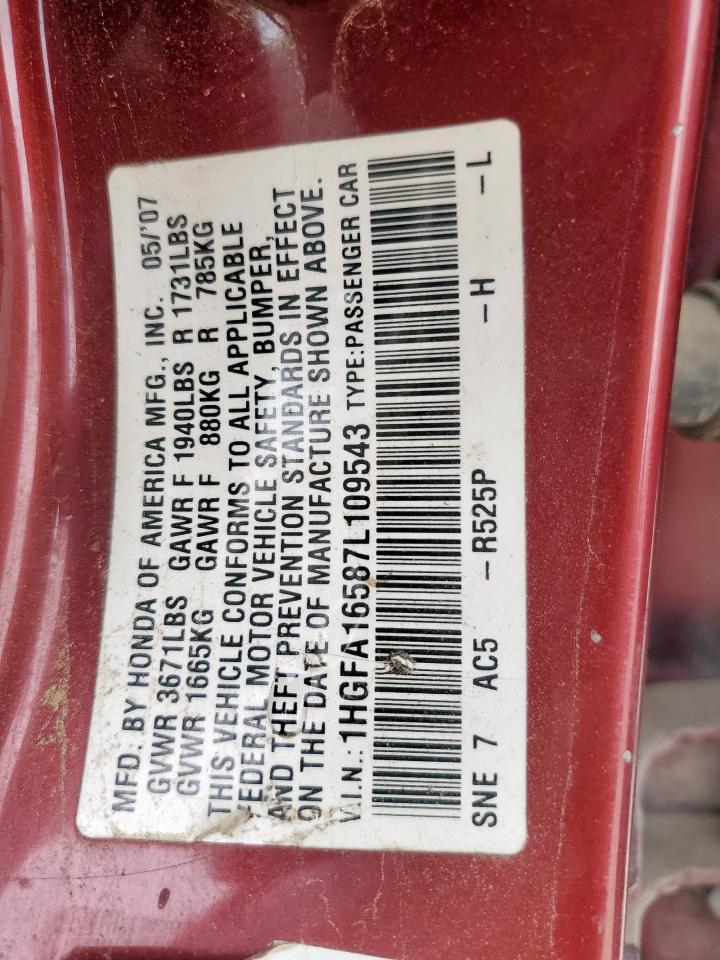 MFD. BY HONDA OF AMERICA MFG., INC. 05/'07
GVWR 3671LBS GAWR F 1940LBS R 1731LBS
GVWR 1665KG GAWR F 880KG R 785KG
THIS VEHICLE CONFORMS TO ALL APPLICABLE
FEDERAL MOTOR VEHICLE SAFETY, BUMPER,
AND THEFT PREVENTION STANDARDS IN EFFECT
ON THE DATE OF MANUFACTURE SHOWN ABOVE.
V.I.N.: 1HGFA16587L109543 TYPE:PASSENGER CAR
SNE 7 AC5 -R525P -H -L